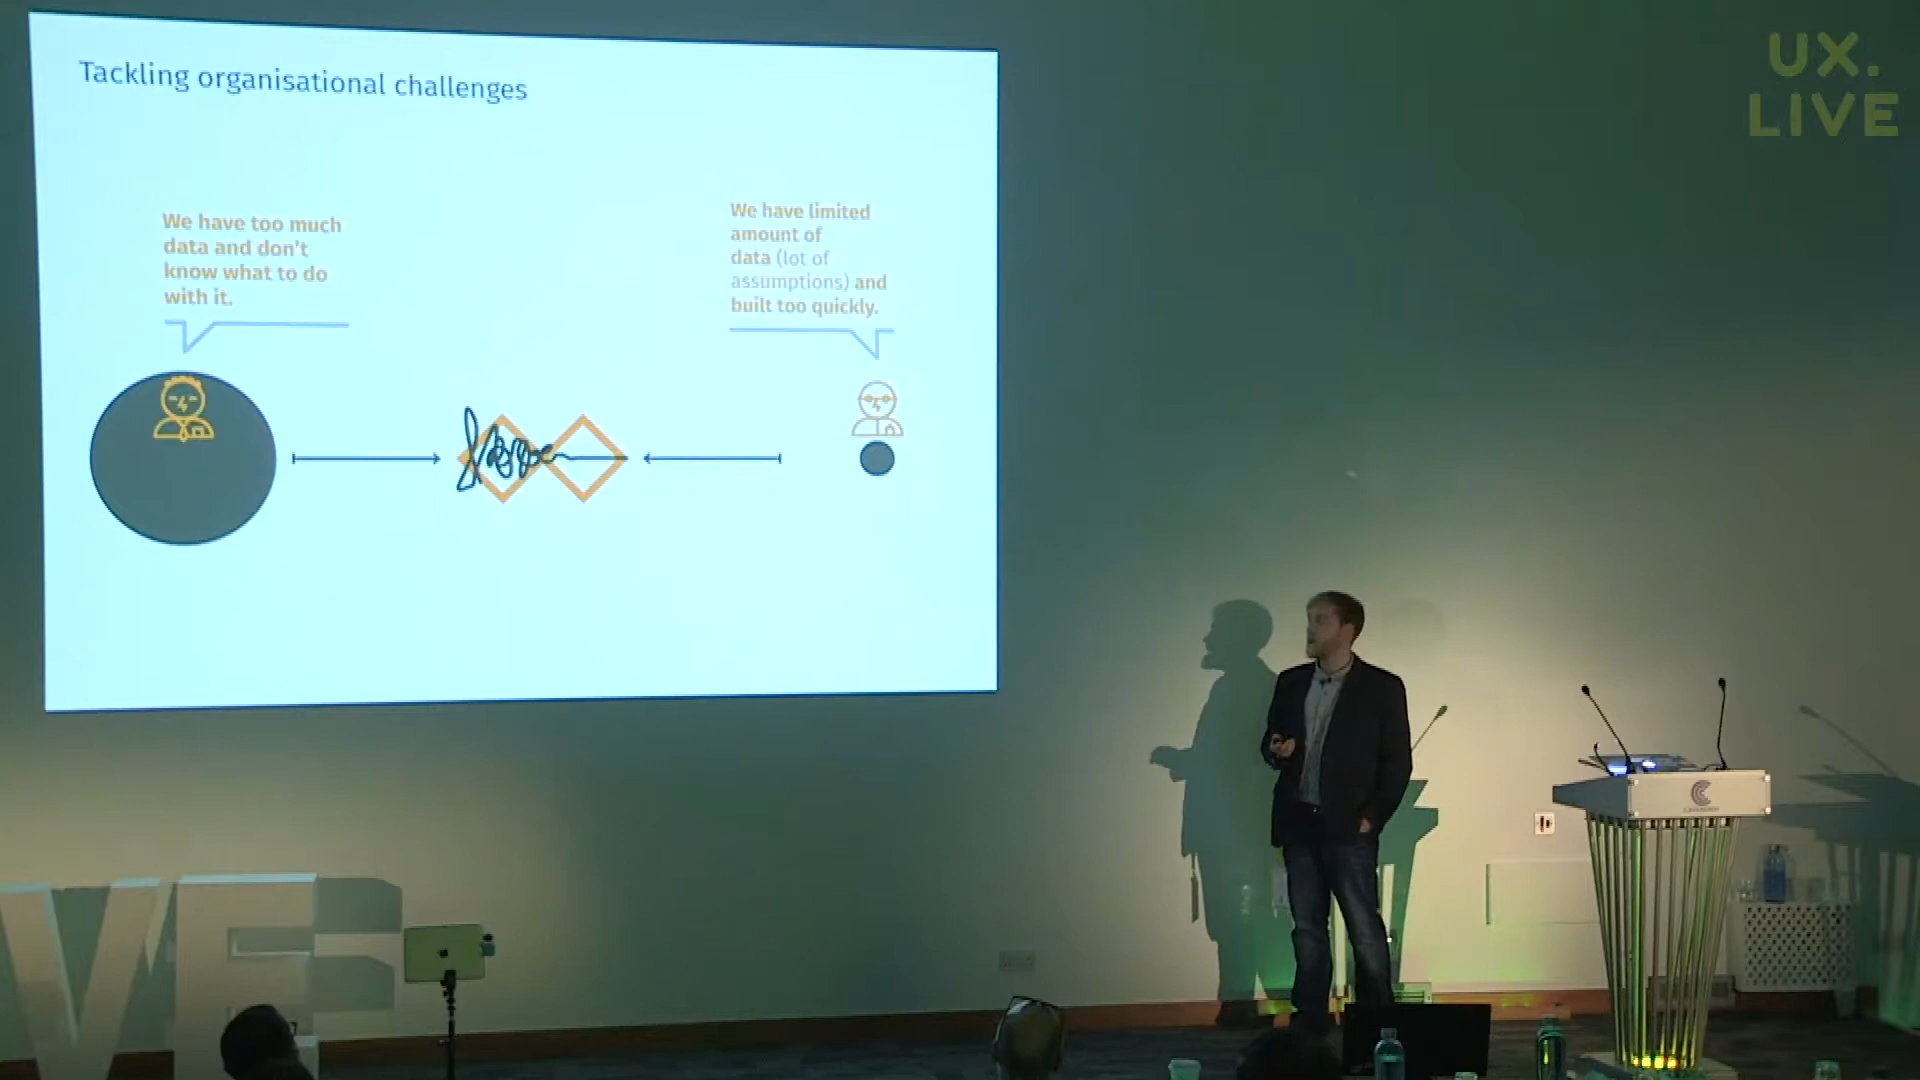 Tackling organisational challenges
We have too much
data and don't
know what to do
with it.
We have limited
amount of
data (lot of
assumptions) and
built too quickly.
UX.
LIVE
VE